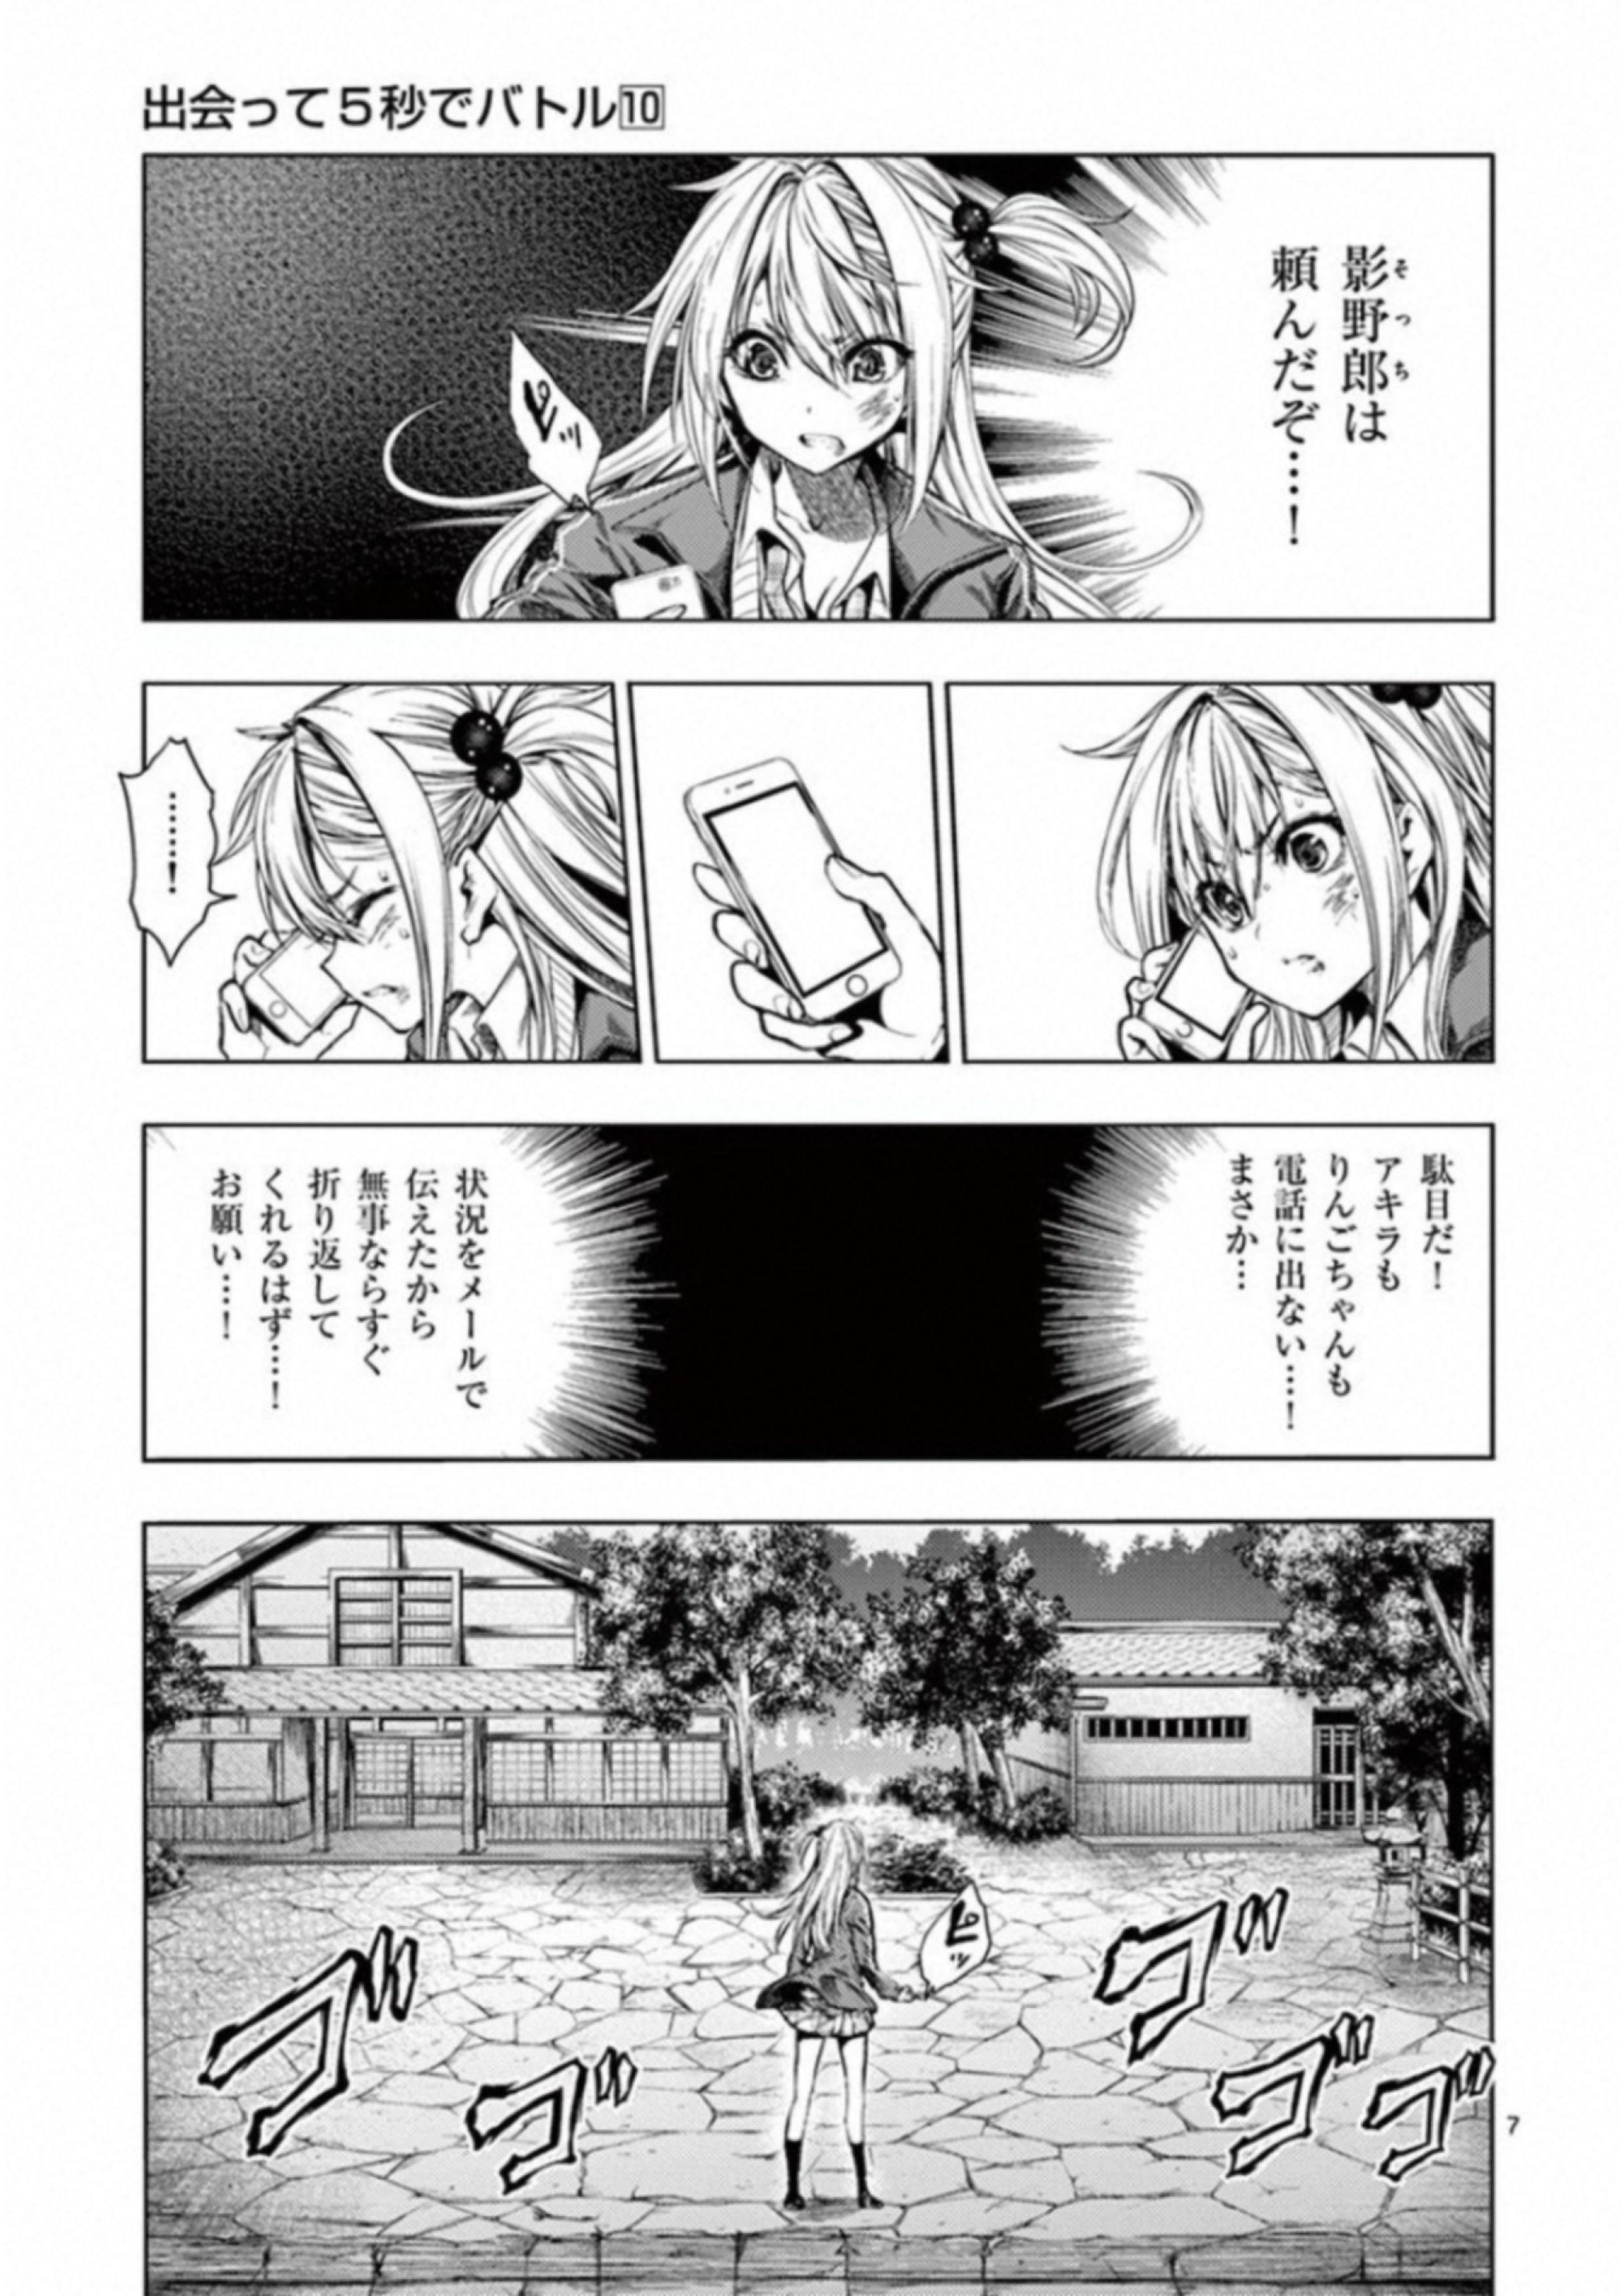 出会って5秒でバトル10
影野郎は
そっち
頼んだぞ…!
ピッ
……!
駄目だ!
アキラも
りんごちゃんも
電話に出ない…!
まさか…
状況をメールで
伝えたから
無事ならすぐ
折り返して
くれるはず…!
お願い…!
ピッ
ゴゴゴ
ゴゴ
7